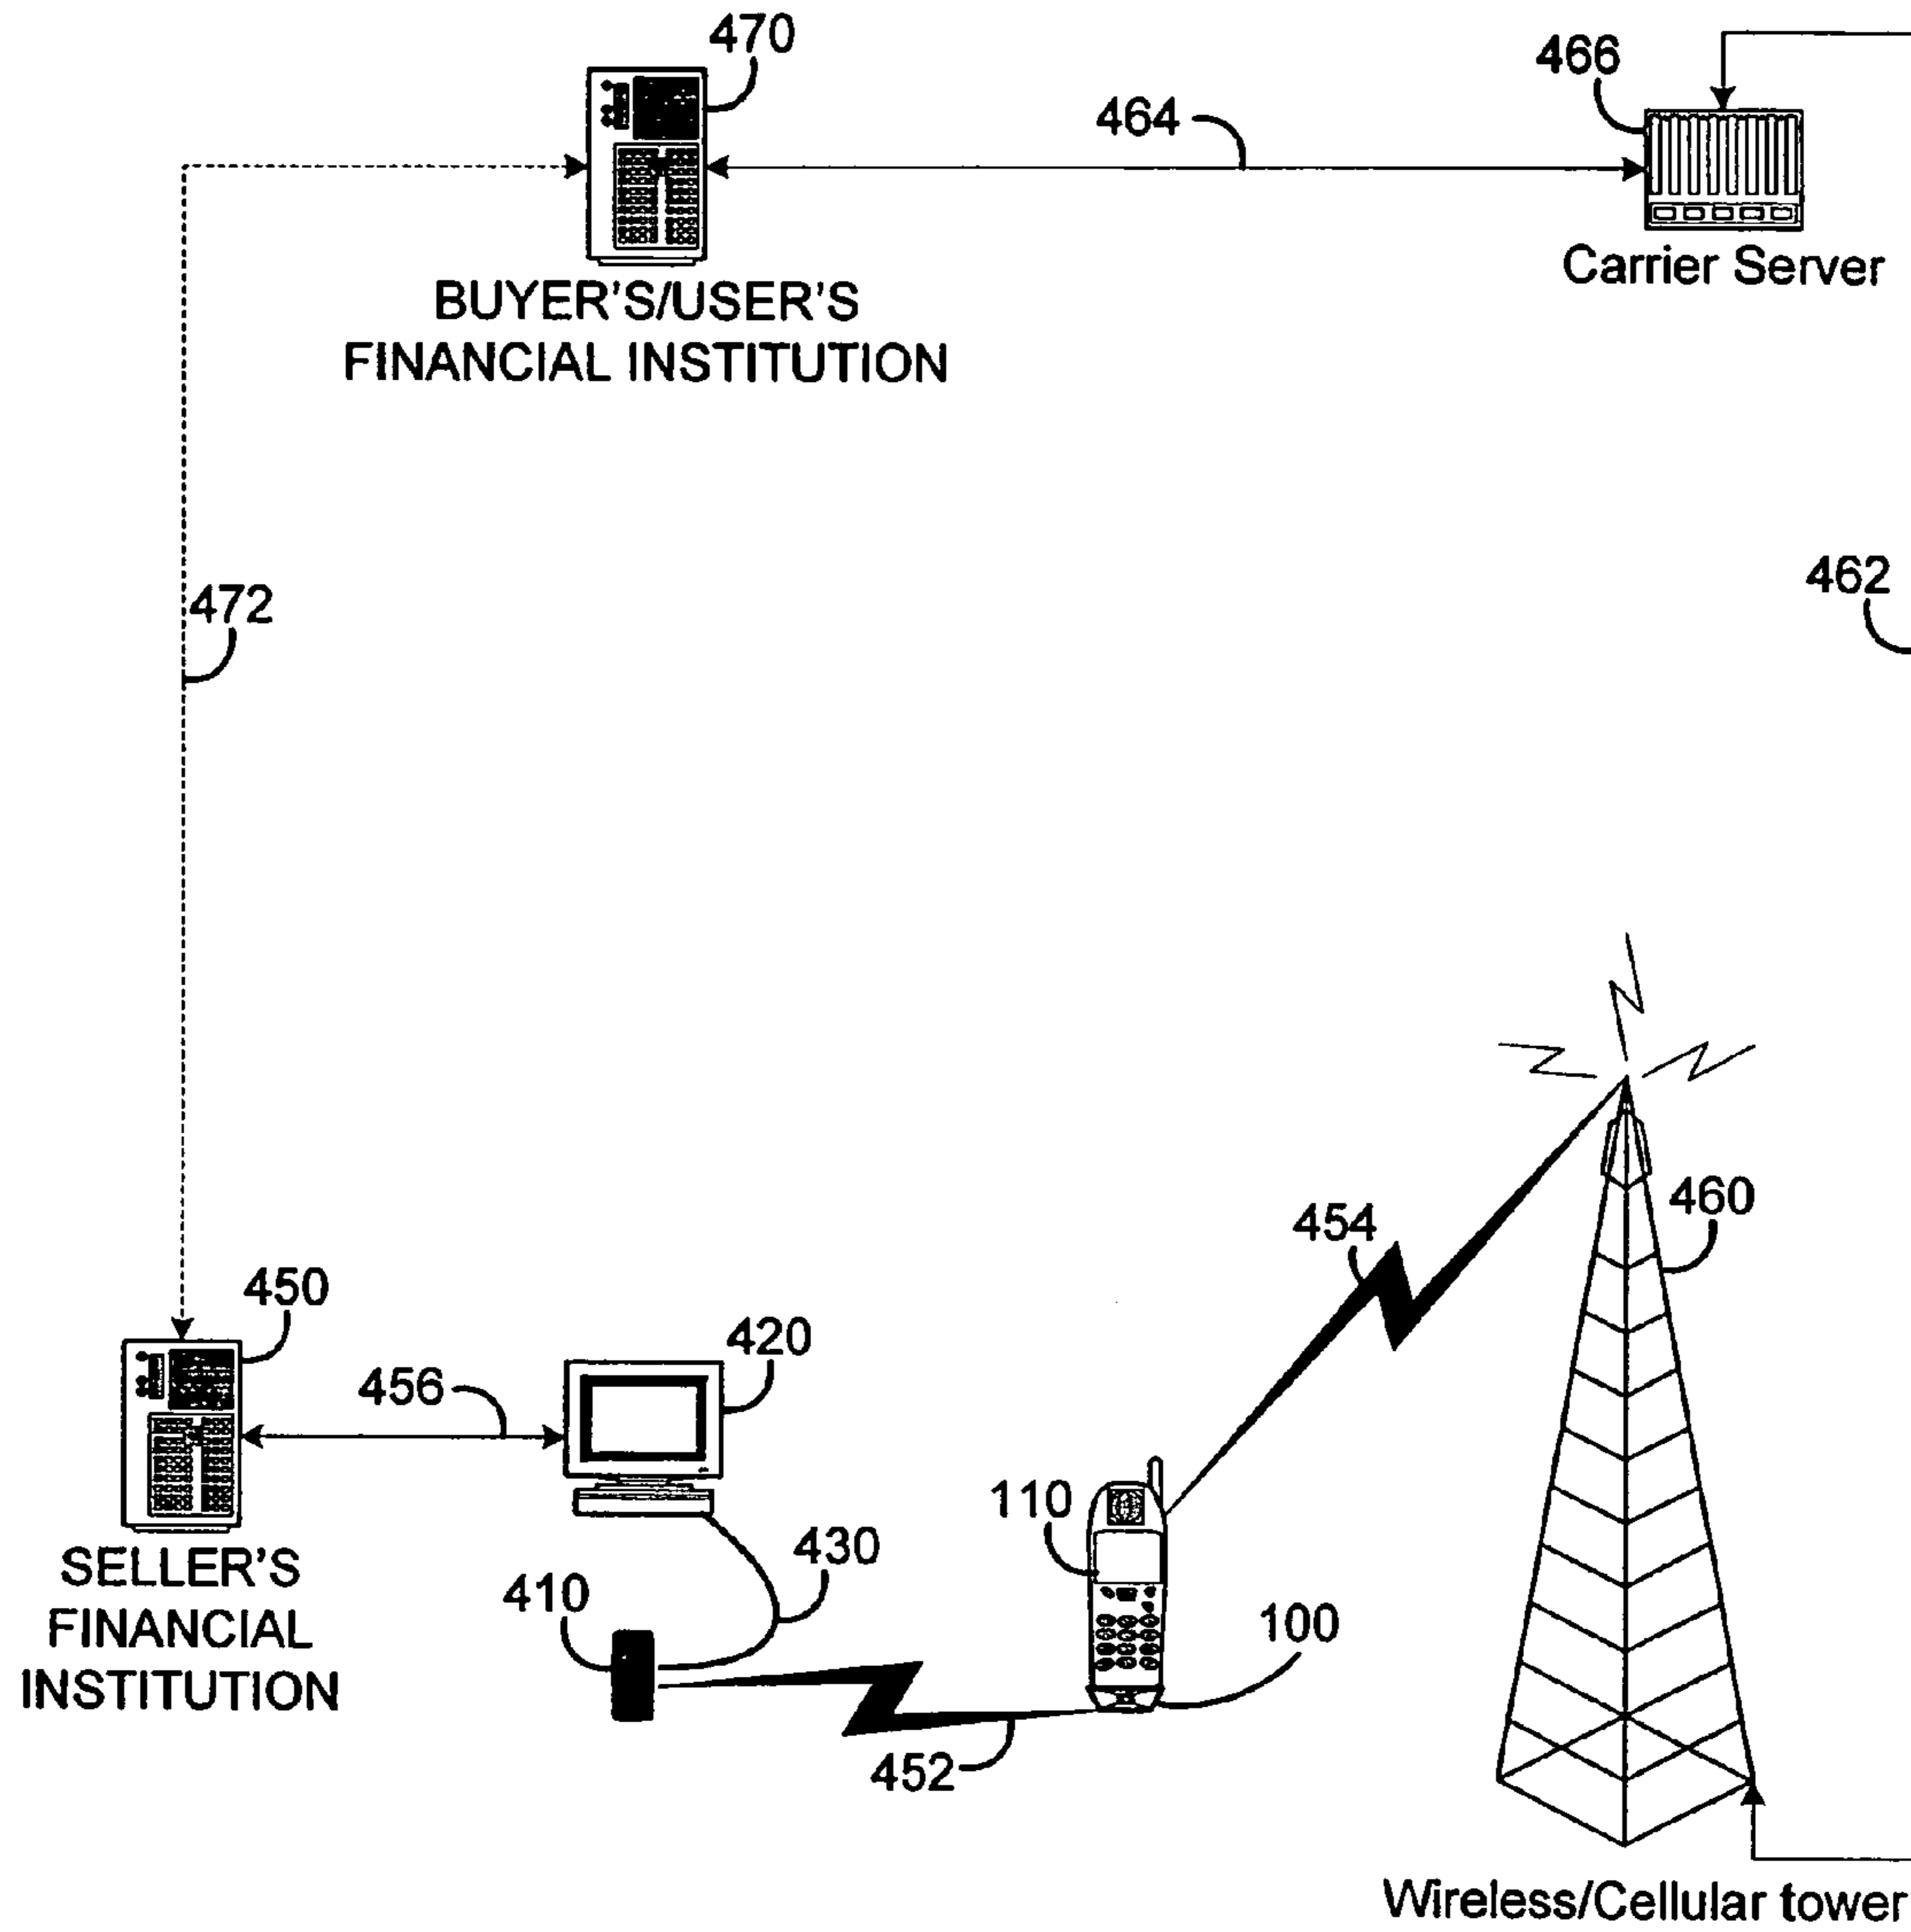 470
466
464
Carrier Server
BUYER'S/USER'S
FINANCIAL INSTITUTION
472
462
460
454
450
420
456
110
430
SELLER'S
FINANCIAL
INSTITUTION
410
100
452
Wireless/Cellular tower